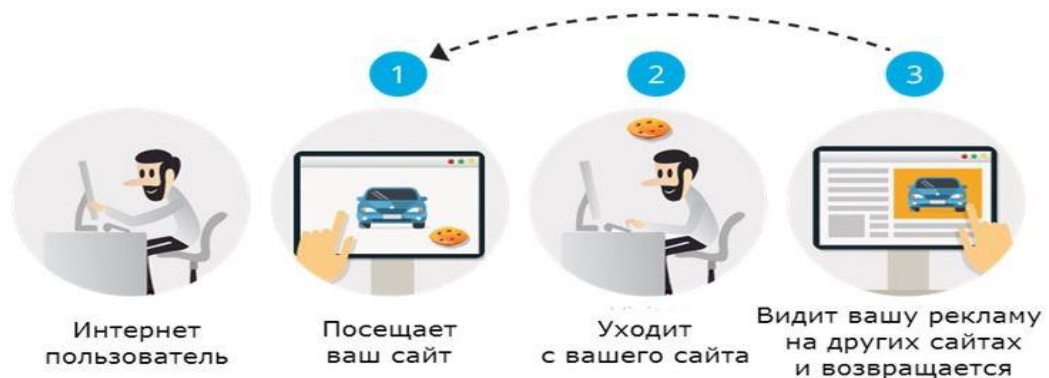 1
2
3
Интернет
пользователь
Посещает
ваш сайт
Уходит
с вашего сайта
Видит вашу рекламу
на других сайтах
и возвращается